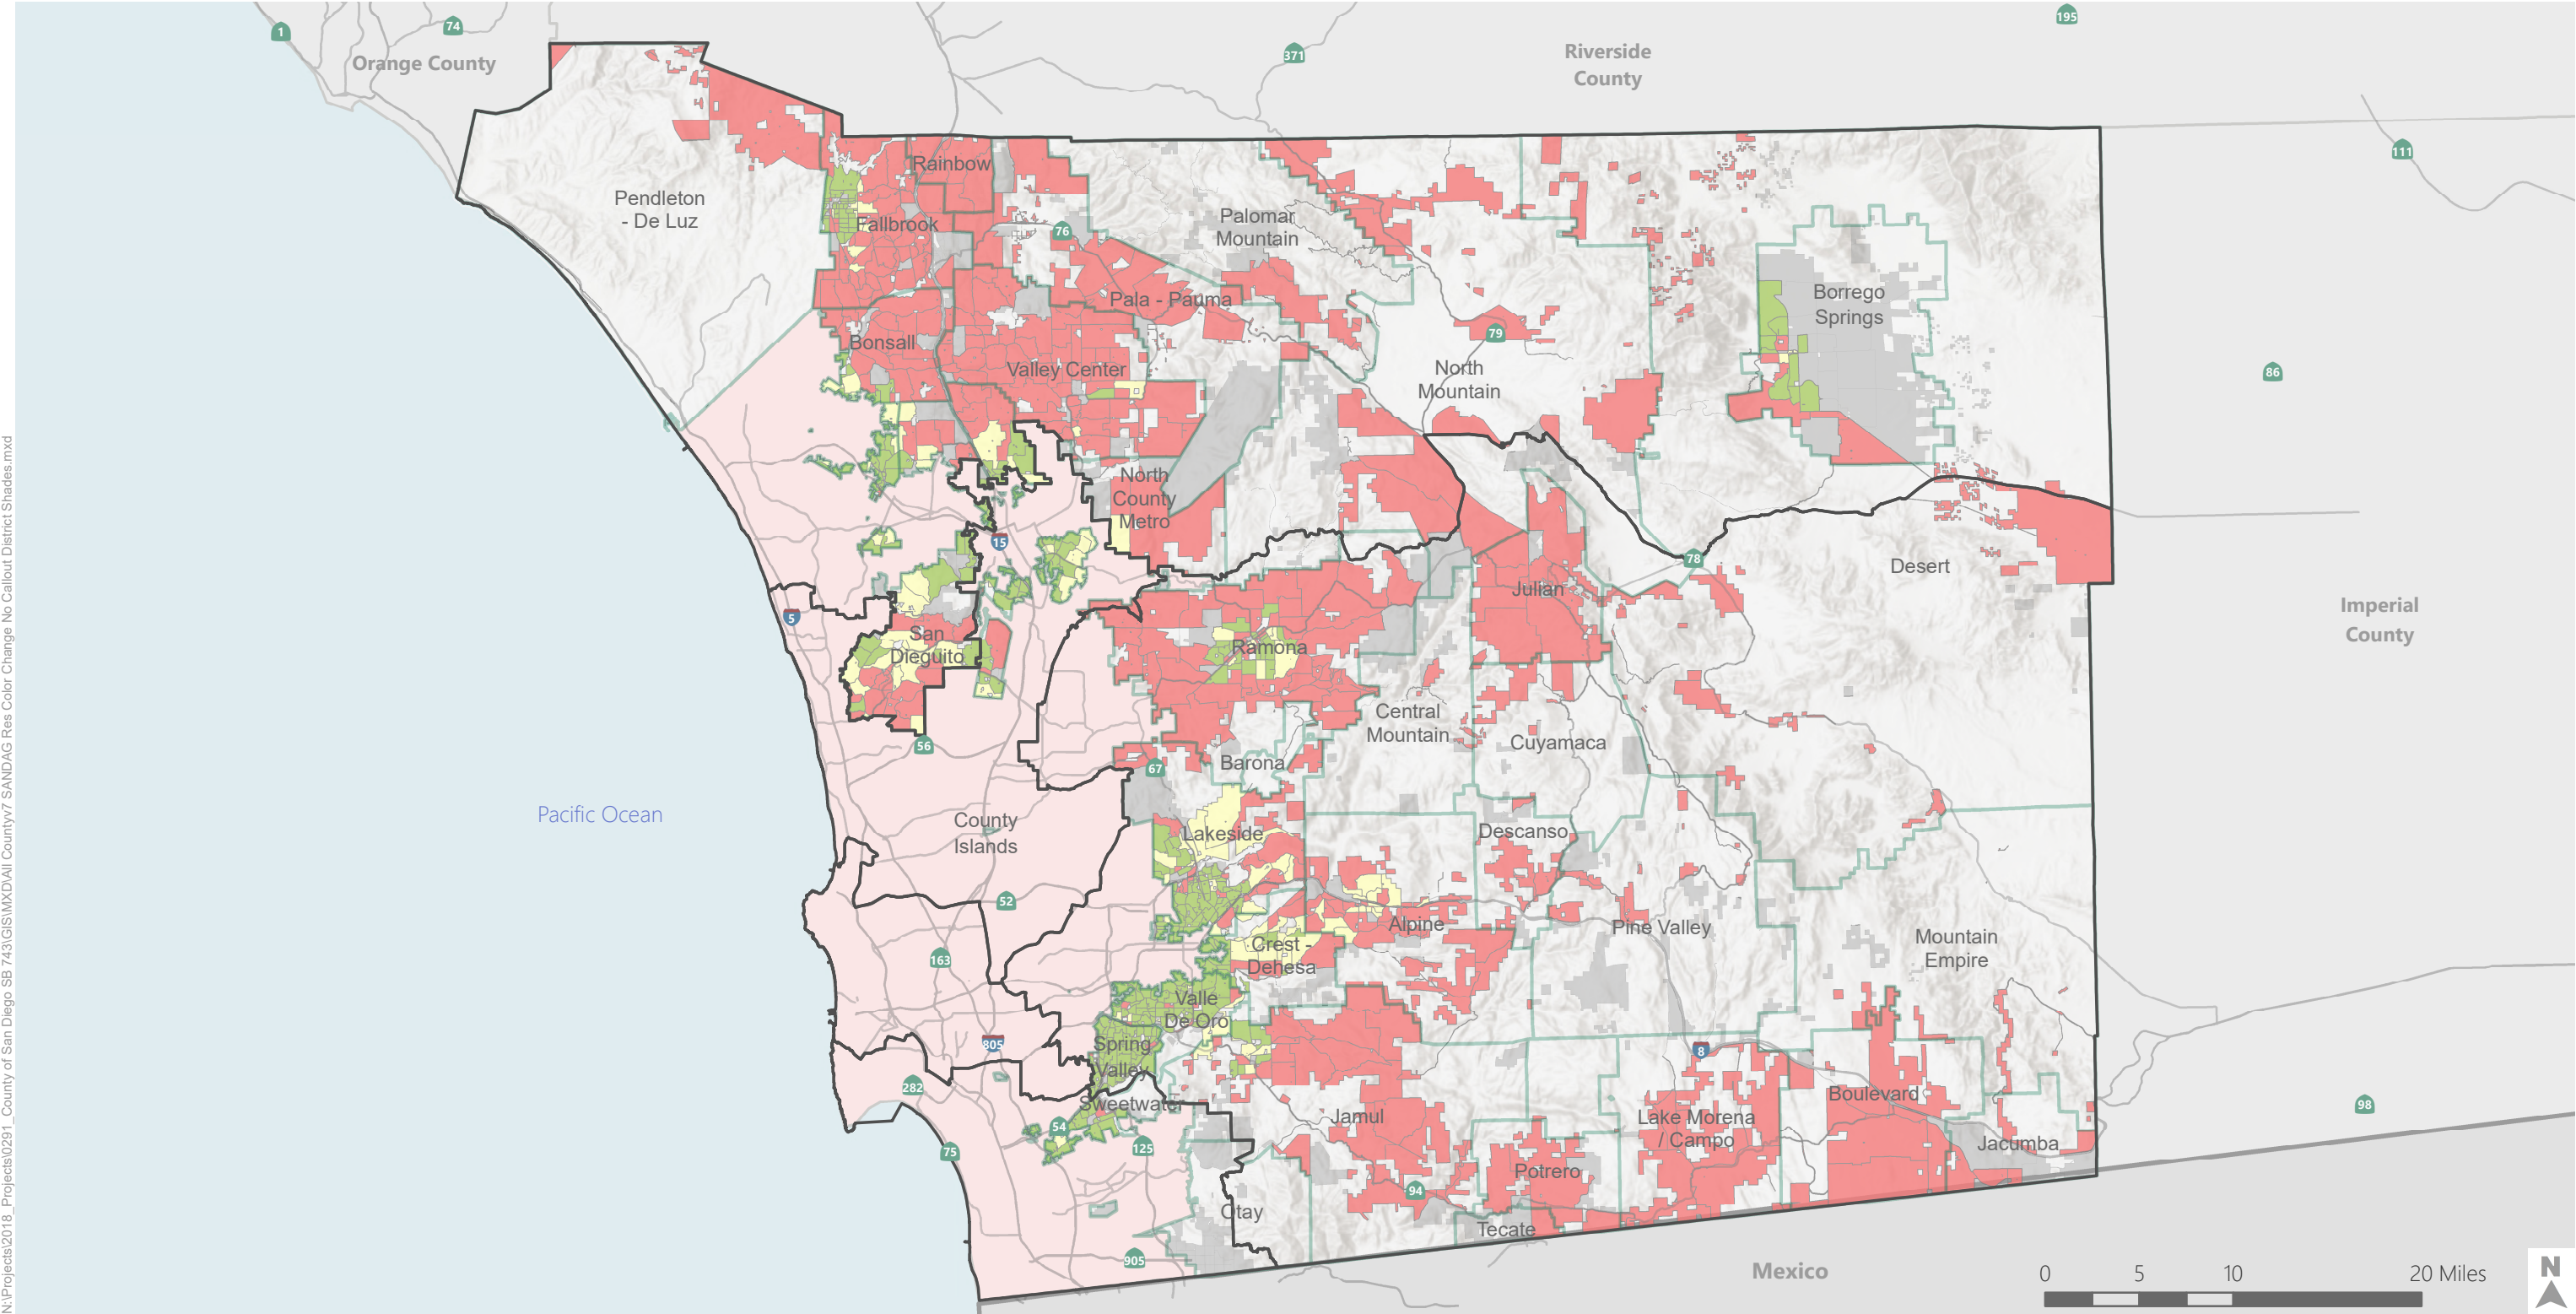 195
74
1
Orange County
371
Riverside
County
111
Rainbow
Pendleton
- De Luz
Fallbrook
Palomar
Mountain
76
Pala - Pauma
Borrego
Springs
79
Bonsall
Valley Center
North
Mountain
86
North
County
Metro
15
78
Desert
Julian
Imperial
County
5
San
Dieguito
Ramona
Central
Mountain
Cuyamaca
56
67
Barona
Pacific Ocean
County
Islands
Lakeside
Descanso
52
Alpine
Pine Valley
Mountain
Empire
Crest -
Dehesa
163
Valle
De Oro
805
Spring
Valley
8
282
Sweetwater
Boulevard
98
Jamul
Lake Morena
/ Campo
54
125
75
Jacumba
Potrero
94
Otay
Tecate
905
Mexico
0 5 10 20 Miles
N
N:\Projects\2018_Projects\0291_County of San Diego SB 743\GIS\MXD\All County\v7 SANDAG Res Color Change No Callout District Shades.mxd